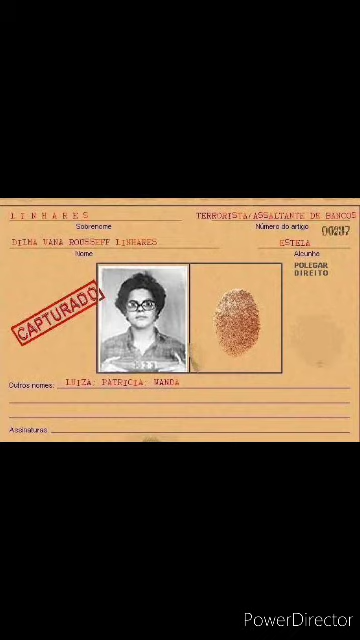 LINHARES
TERRORISTA/ASSALTANTE DE BANCOS
Sobrenome
Número do artigo
00237
DILMA VANA ROUSSEFF LINHARES
ESTELA
Nome
Alcunha
POLEGAR
DIREITO
CAPTURADO
Outros nomes: LUIZA; PATRICIA; WANDA
Assinaturas
PowerDirector